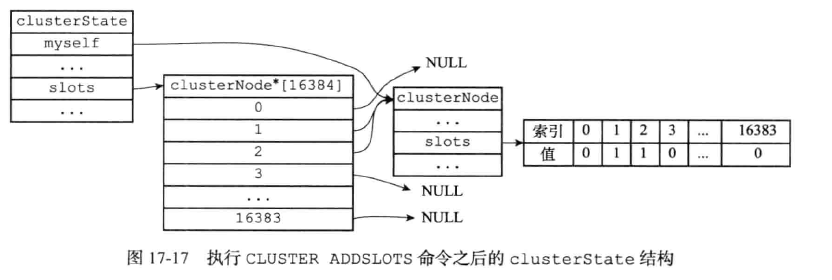 clusterState
myself
...
slots
...
clusterNode*[16384]
0
1
2
3
...
16383
NULL
NULL
NULL
clusterNode
...
slots
...
索引 0 1 2 3 ... 16383
值 0 1 1 0 ... 0
图 17-17 执行 CLUSTER ADDSLOTS 命令之后的 clusterState 结构